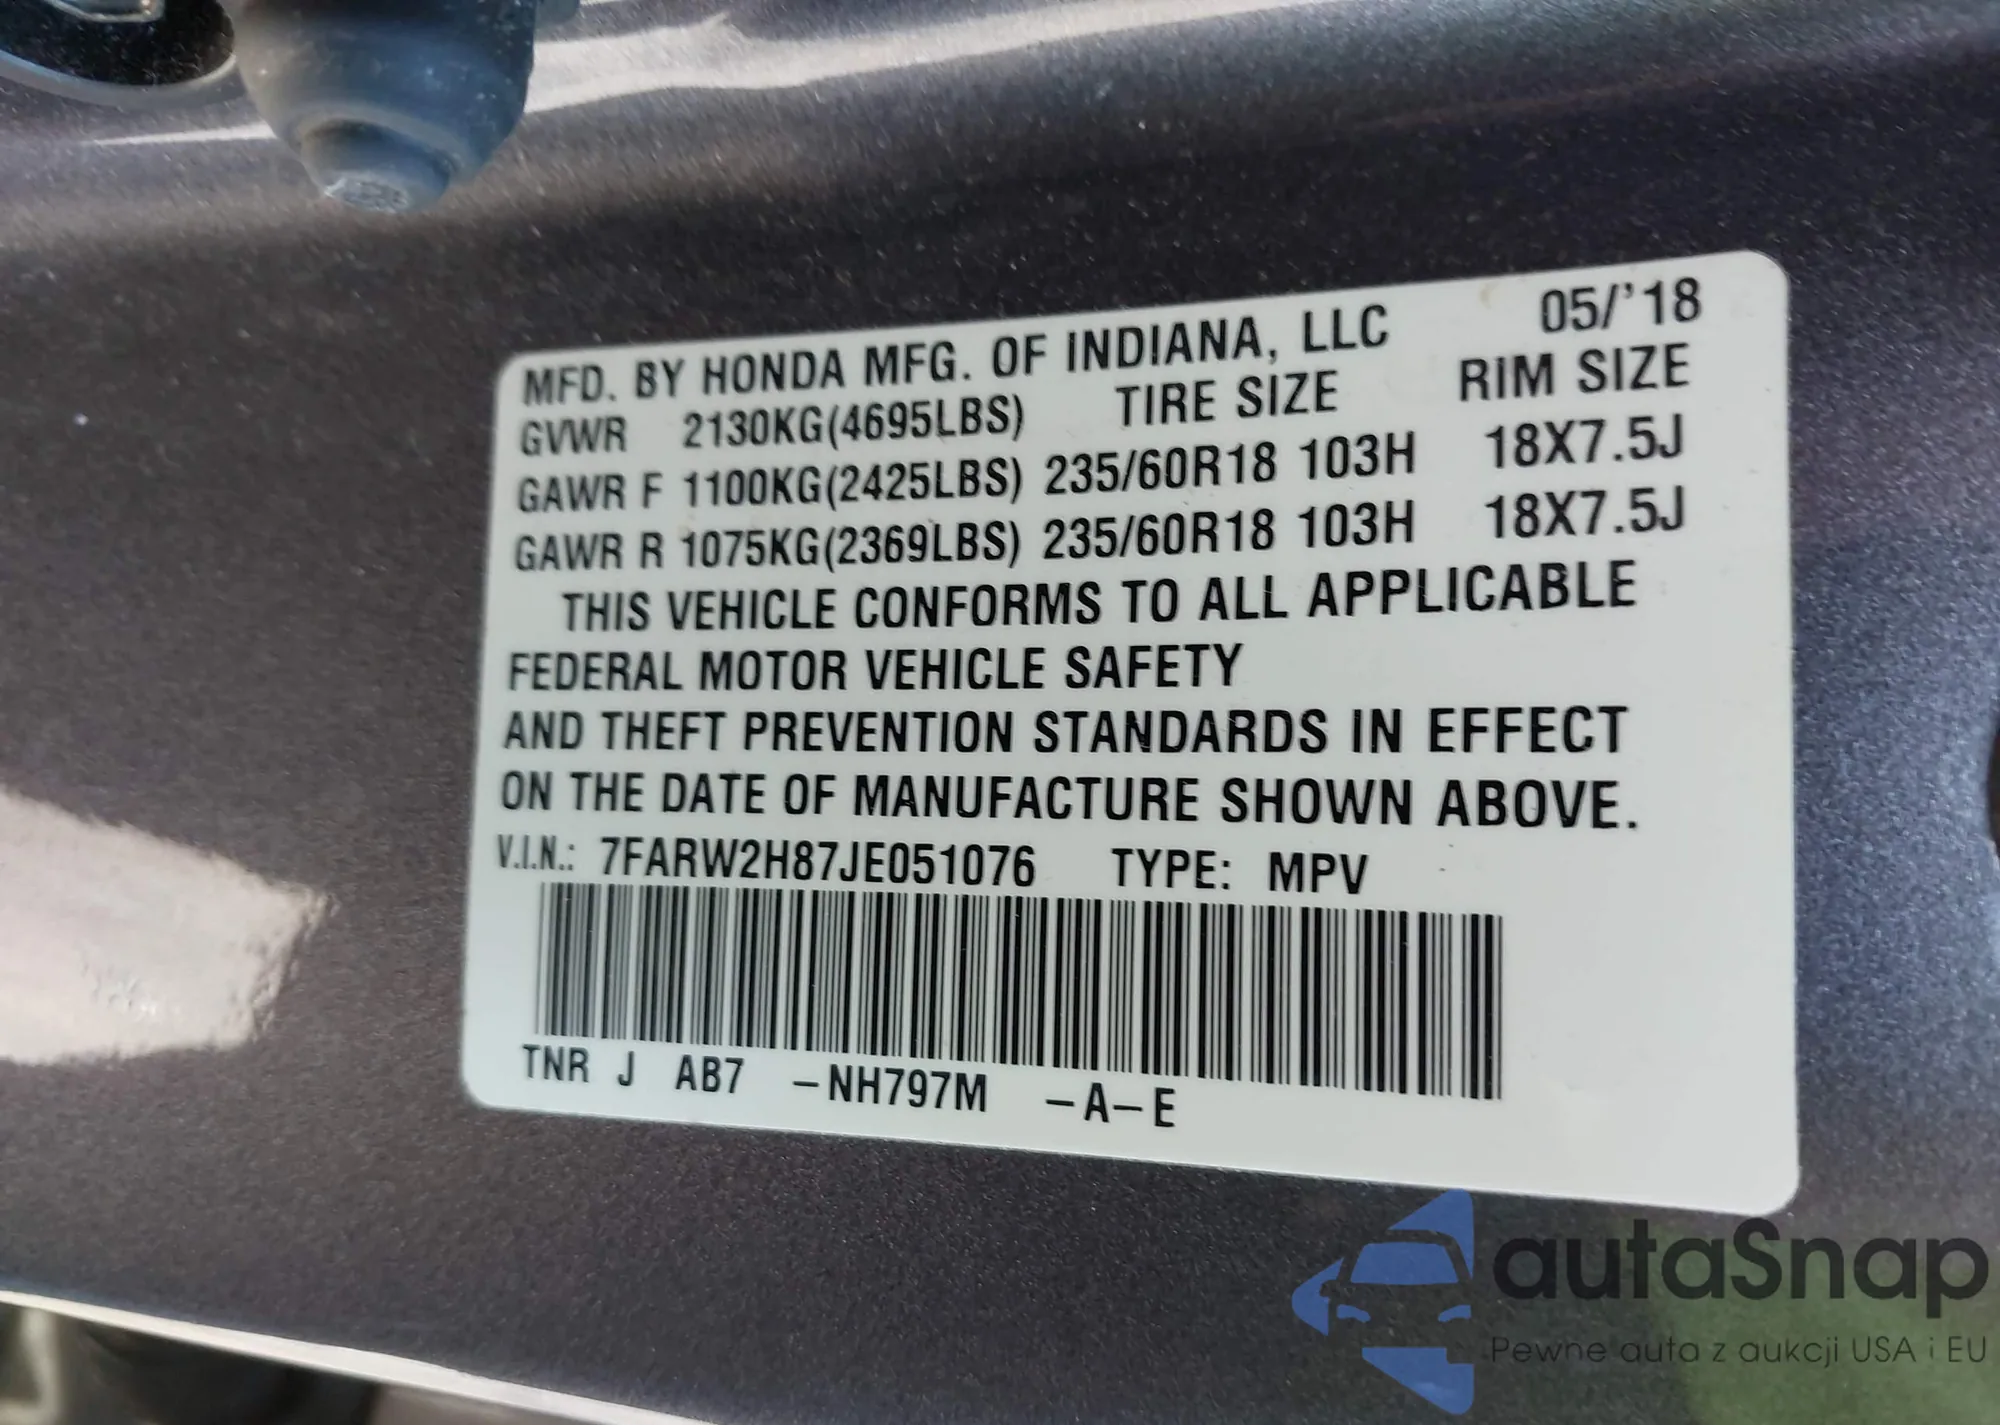 MFD. BY HONDA MFG. OF INDIANA, LLC 05/'18
GVWR 2130KG(4695LBS) TIRE SIZE RIM SIZE
GAWR F 1100KG(2425LBS) 235/60R18 103H 18X7.5J
GAWR R 1075KG(2369LBS) 235/60R18 103H 18X7.5J
THIS VEHICLE CONFORMS TO ALL APPLICABLE
FEDERAL MOTOR VEHICLE SAFETY
AND THEFT PREVENTION STANDARDS IN EFFECT
ON THE DATE OF MANUFACTURE SHOWN ABOVE.
V.I.N.: 7FARW2H87JE051076 TYPE: MPV
TNR J AB7 –NH797M –A–E
autaSnap
Pewne auta z aukcji USA i EU